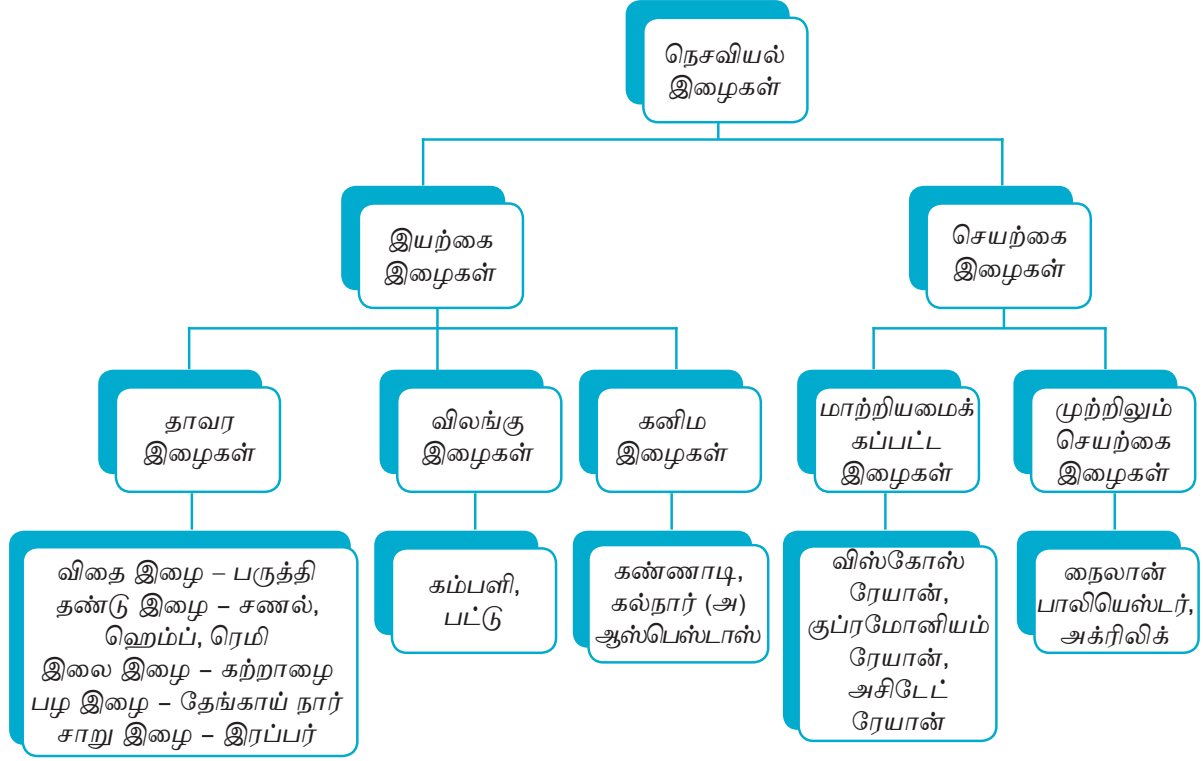 நெசவியல்
இழைகள்
இயற்கை
இழைகள்
செயற்கை
இழைகள்
தாவர
இழைகள்
விலங்கு
இழைகள்
கனிம
இழைகள்
மாற்றியமைக்
கப்பட்ட
இழைகள்
முற்றிலும்
செயற்கை
இழைகள்
விதை இழை – பருத்தி
தண்டு இழை – சணல்,
ஹெம்ப், ரெமி
இலை இழை – கற்றாழை
பழ இழை – தேங்காய் நார்
சாறு இழை – இரப்பர்
கம்பளி,
பட்டு
கண்ணாடி,
கல்நார் (அ)
ஆஸ்பெஸ்டாஸ்
விஸ்கோஸ்
ரேயான்,
குப்ரமோனியம்
ரேயான்,
அசிடேட்
ரேயான்
நைலான்
பாலியெஸ்டர்,
அக்ரிலிக்